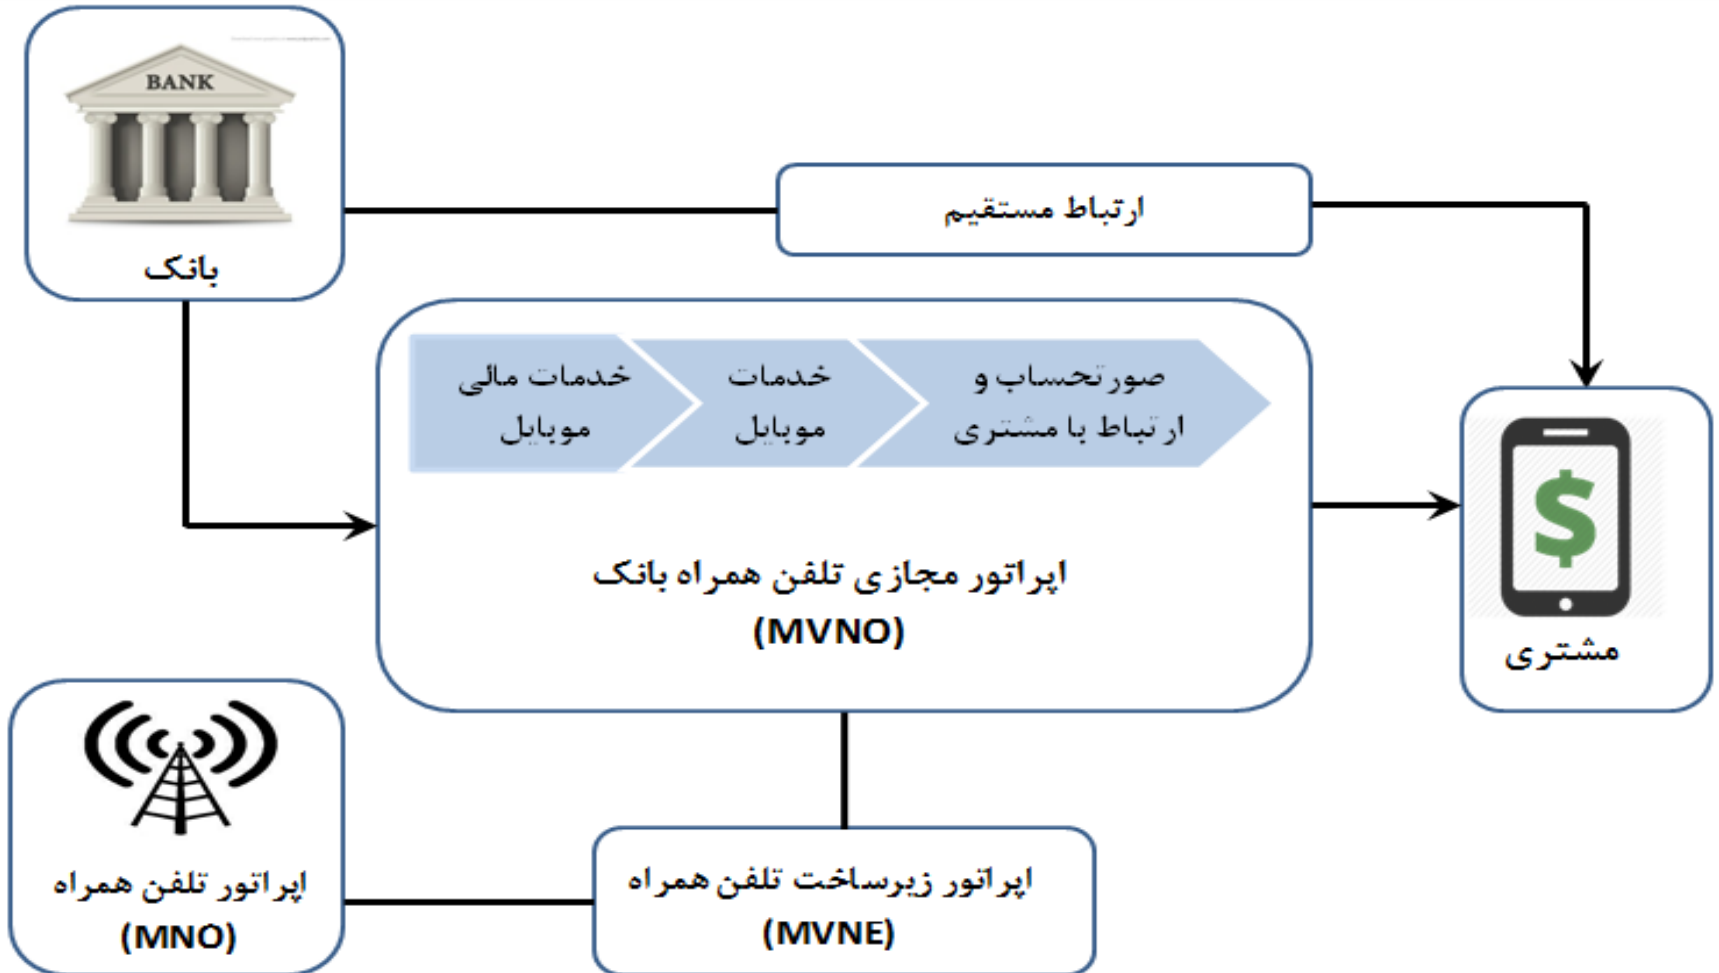 BANK
بانک
ارتباط مستقیم
خدمات مالی
موبایل
خدمات
موبایل
صورتحساب و
ارتباط با مشتری
اپراتور مجازی تلفن همراه بانک
(MVNO)
مشتری
اپراتور تلفن همراه
(MNO)
اپراتور زیرساخت تلفن همراه
(MVNE)